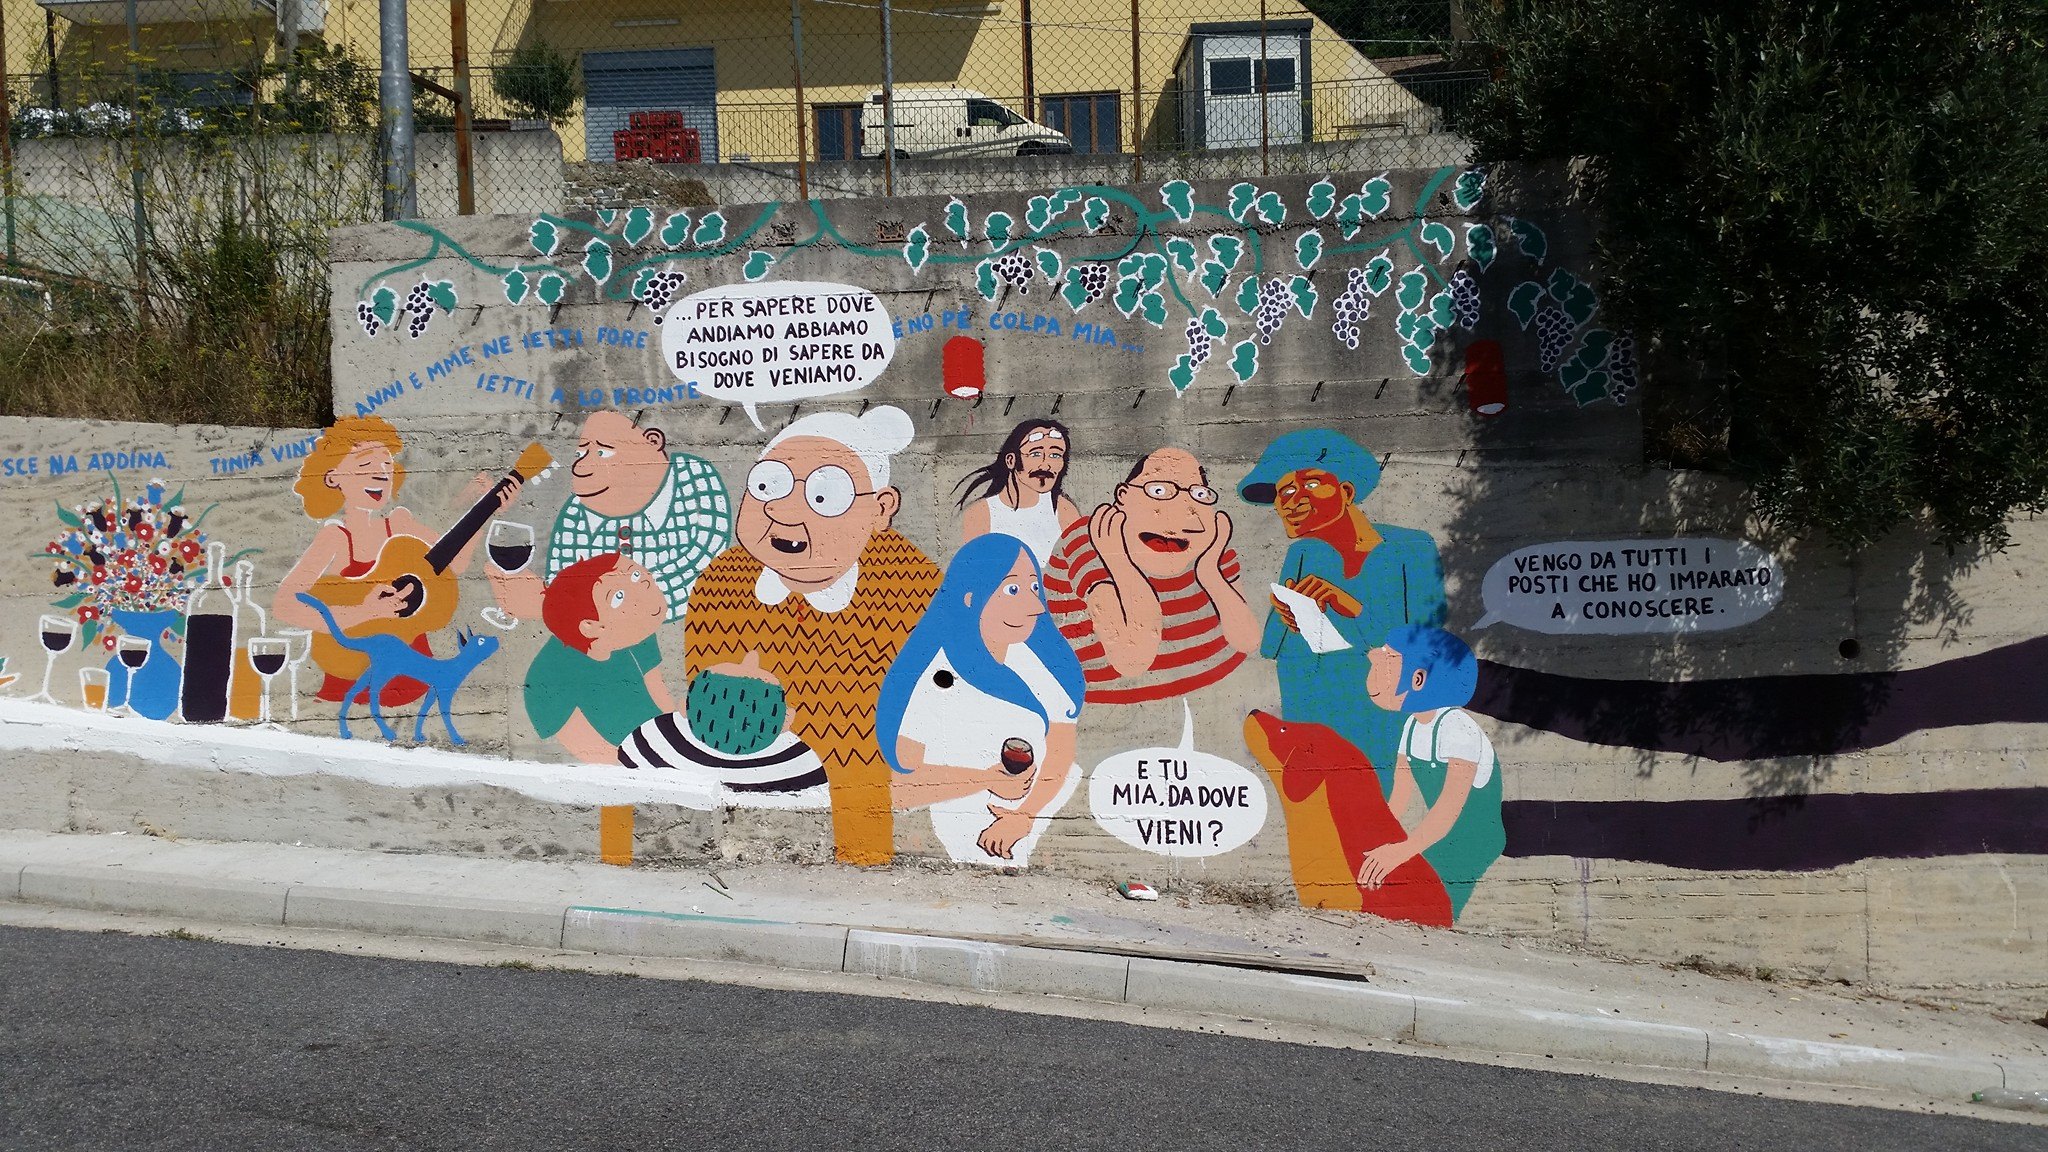 SCE NA ADDINA.
TINIA VINT
ANNI E MME NE IETTI FORE
IETTI A LO FRONTE
...PER SAPERE DOVE
ANDIAMO ABBIAMO
BISOGNO DI SAPERE DA
DOVE VENIAMO.
É NO PÉ COLPA MIA...
E TU
MIA, DA DOVE
VIENI?
VENGO DA TUTTI I
POSTI CHE HO IMPARATO
A CONOSCERE.